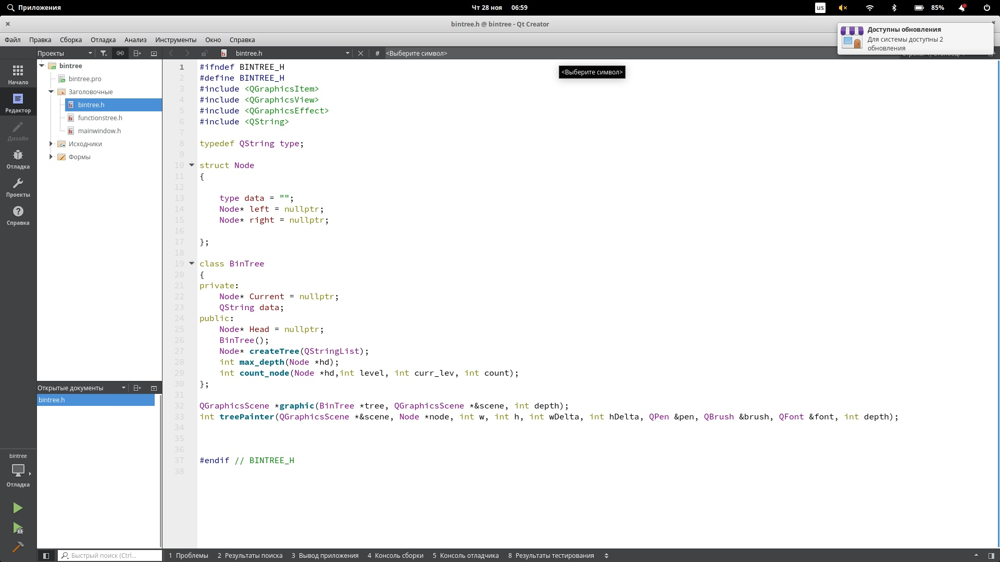 Приложения
Чт 28 ноя 06:59
us
85%
bintree.h @ bintree - Qt Creator
Доступны обновления
Для системы доступны 2
обновления
Файл Правка Сборка Отладка Анализ Инструменты Окно Справка
Проекты
bintree.h
# <Выберите символ>
<Выберите символ>
Начало
Редактор
Дизайн
Отладка
Проекты
Справка
bintree
bintree.pro
Заголовочные
bintree.h
functionstree.h
mainwindow.h
Исходники
Формы
Открытые документы
bintree.h
1 #ifndef BINTREE_H
2 #define BINTREE_H
3 #include <QGraphicsItem>
4 #include <QGraphicsView>
5 #include <QGraphicsEffect>
6 #include <QString>
7
8 typedef QString type;
9
10 struct Node
11 {
12
13 type data = "";
14 Node* left = nullptr;
15 Node* right = nullptr;
16
17 };
18
19 class BinTree
20 {
21 private:
22 Node* Current = nullptr;
23 QString data;
24 public:
25 Node* Head = nullptr;
26 BinTree();
27 Node* createTree(QStringList);
28 int max_depth(Node *hd);
29 int count_node(Node *hd,int level, int curr_lev, int count);
30 };
31
32 QGraphicsScene *graphic(BinTree *tree, QGraphicsScene *&scene, int depth);
33 int treePainter(QGraphicsScene *&scene, Node *node, int w, int h, int wDelta, int hDelta, QPen &pen, QBrush &brush, QFont &font, int depth);
34
35
36
37 #endif // BINTREE_H
38
bintree
Отладка
Быстрый поиск (Ctrl...
1 Проблемы 2 Результаты поиска 3 Вывод приложения 4 Консоль сборки 5 Консоль отладчика 8 Результаты тестирования